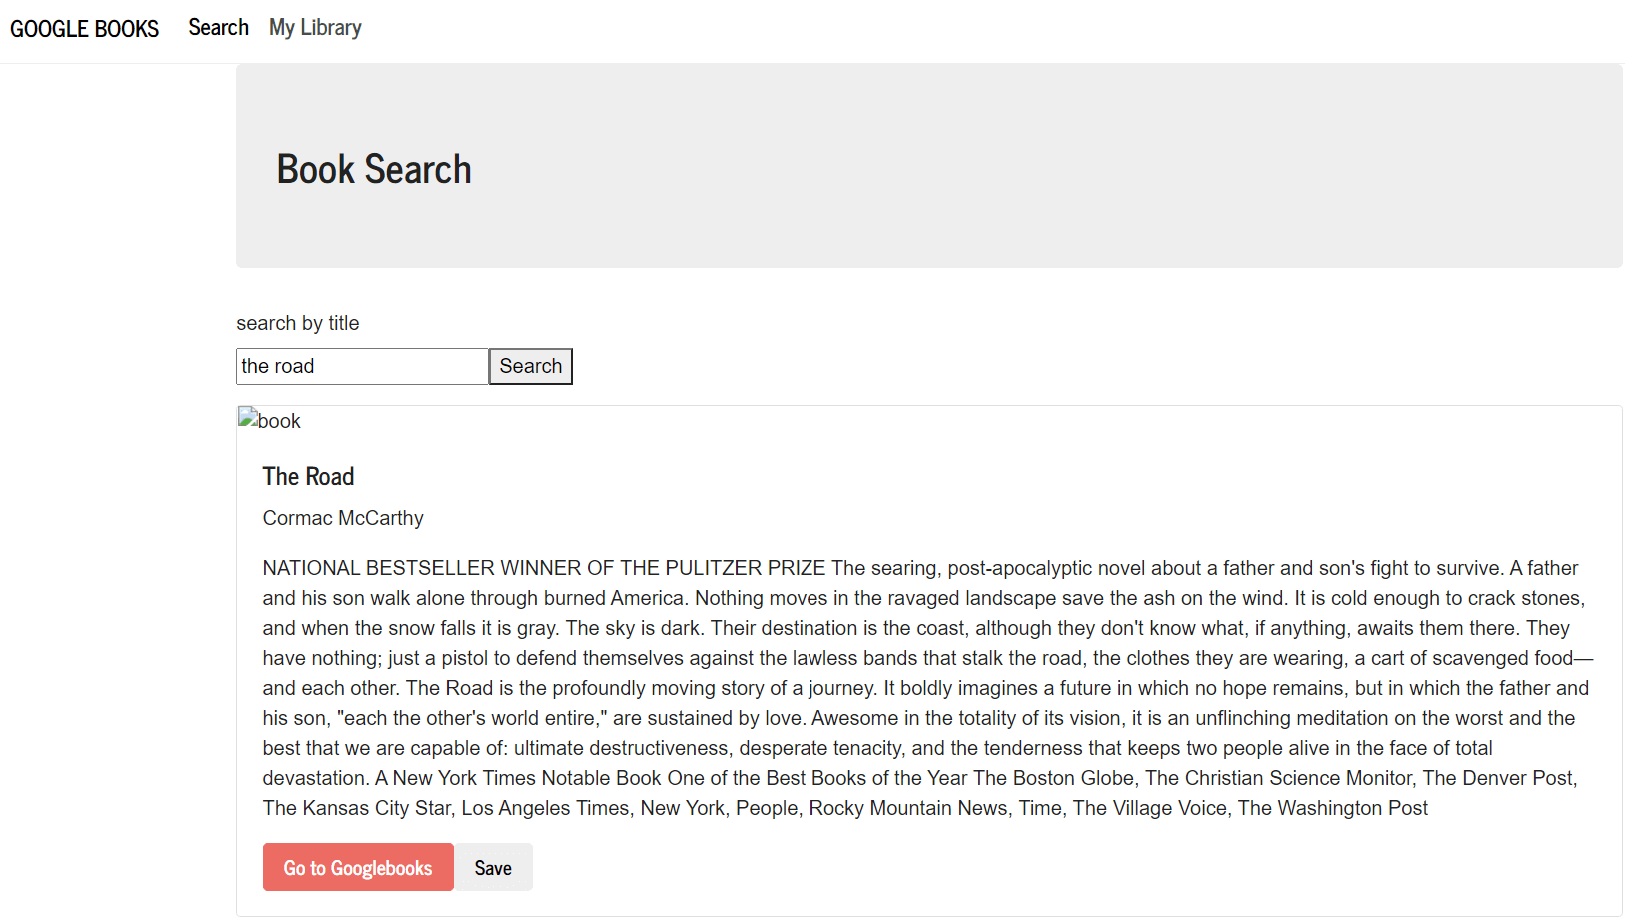 GOOGLE BOOKS Search My Library
Book Search
search by title
the road Search
book
The Road
Cormac McCarthy
NATIONAL BESTSELLER WINNER OF THE PULITZER PRIZE The searing, post-apocalyptic novel about a father and son's fight to survive. A father
and his son walk alone through burned America. Nothing moves in the ravaged landscape save the ash on the wind. It is cold enough to crack stones,
and when the snow falls it is gray. The sky is dark. Their destination is the coast, although they don't know what, if anything, awaits them there. They
have nothing; just a pistol to defend themselves against the lawless bands that stalk the road, the clothes they are wearing, a cart of scavenged food—
and each other. The Road is the profoundly moving story of a journey. It boldly imagines a future in which no hope remains, but in which the father and
his son, "each the other's world entire," are sustained by love. Awesome in the totality of its vision, it is an unflinching meditation on the worst and the
best that we are capable of: ultimate destructiveness, desperate tenacity, and the tenderness that keeps two people alive in the face of total
devastation. A New York Times Notable Book One of the Best Books of the Year The Boston Globe, The Christian Science Monitor, The Denver Post,
The Kansas City Star, Los Angeles Times, New York, People, Rocky Mountain News, Time, The Village Voice, The Washington Post
Go to Googlebooks Save